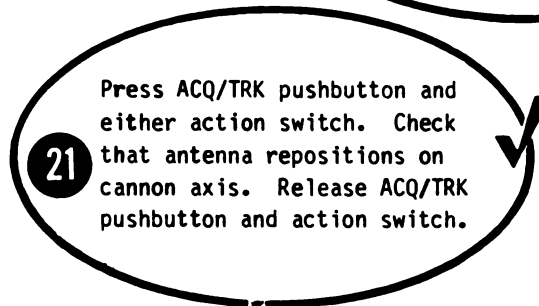 Press ACQ/TRK pushbutton and
either action switch. Check
that antenna repositions on
21 cannon axis. Release ACQ/TRK
pushbutton and action switch.